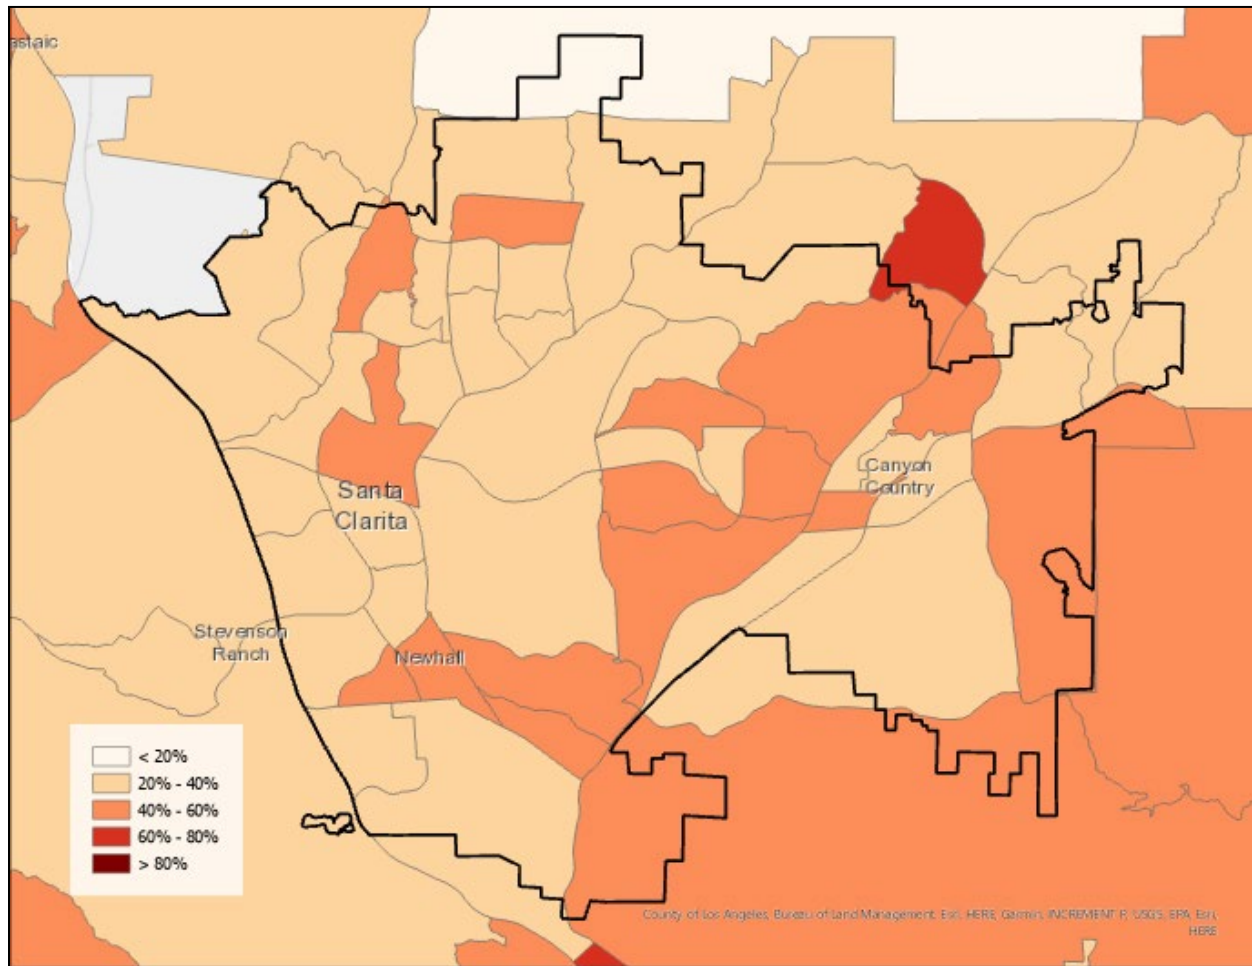 astaic
Canyon
Country
Santa
Clarita
Stevenson
Ranch
Newhall
< 20%
20% - 40%
40% - 60%
60% - 80%
> 80%
County of Los Angeles, Bureau of Land Management, Esri, HERE, Garmin, INCREMENT P, USGS, EPA, Esri,
HERE